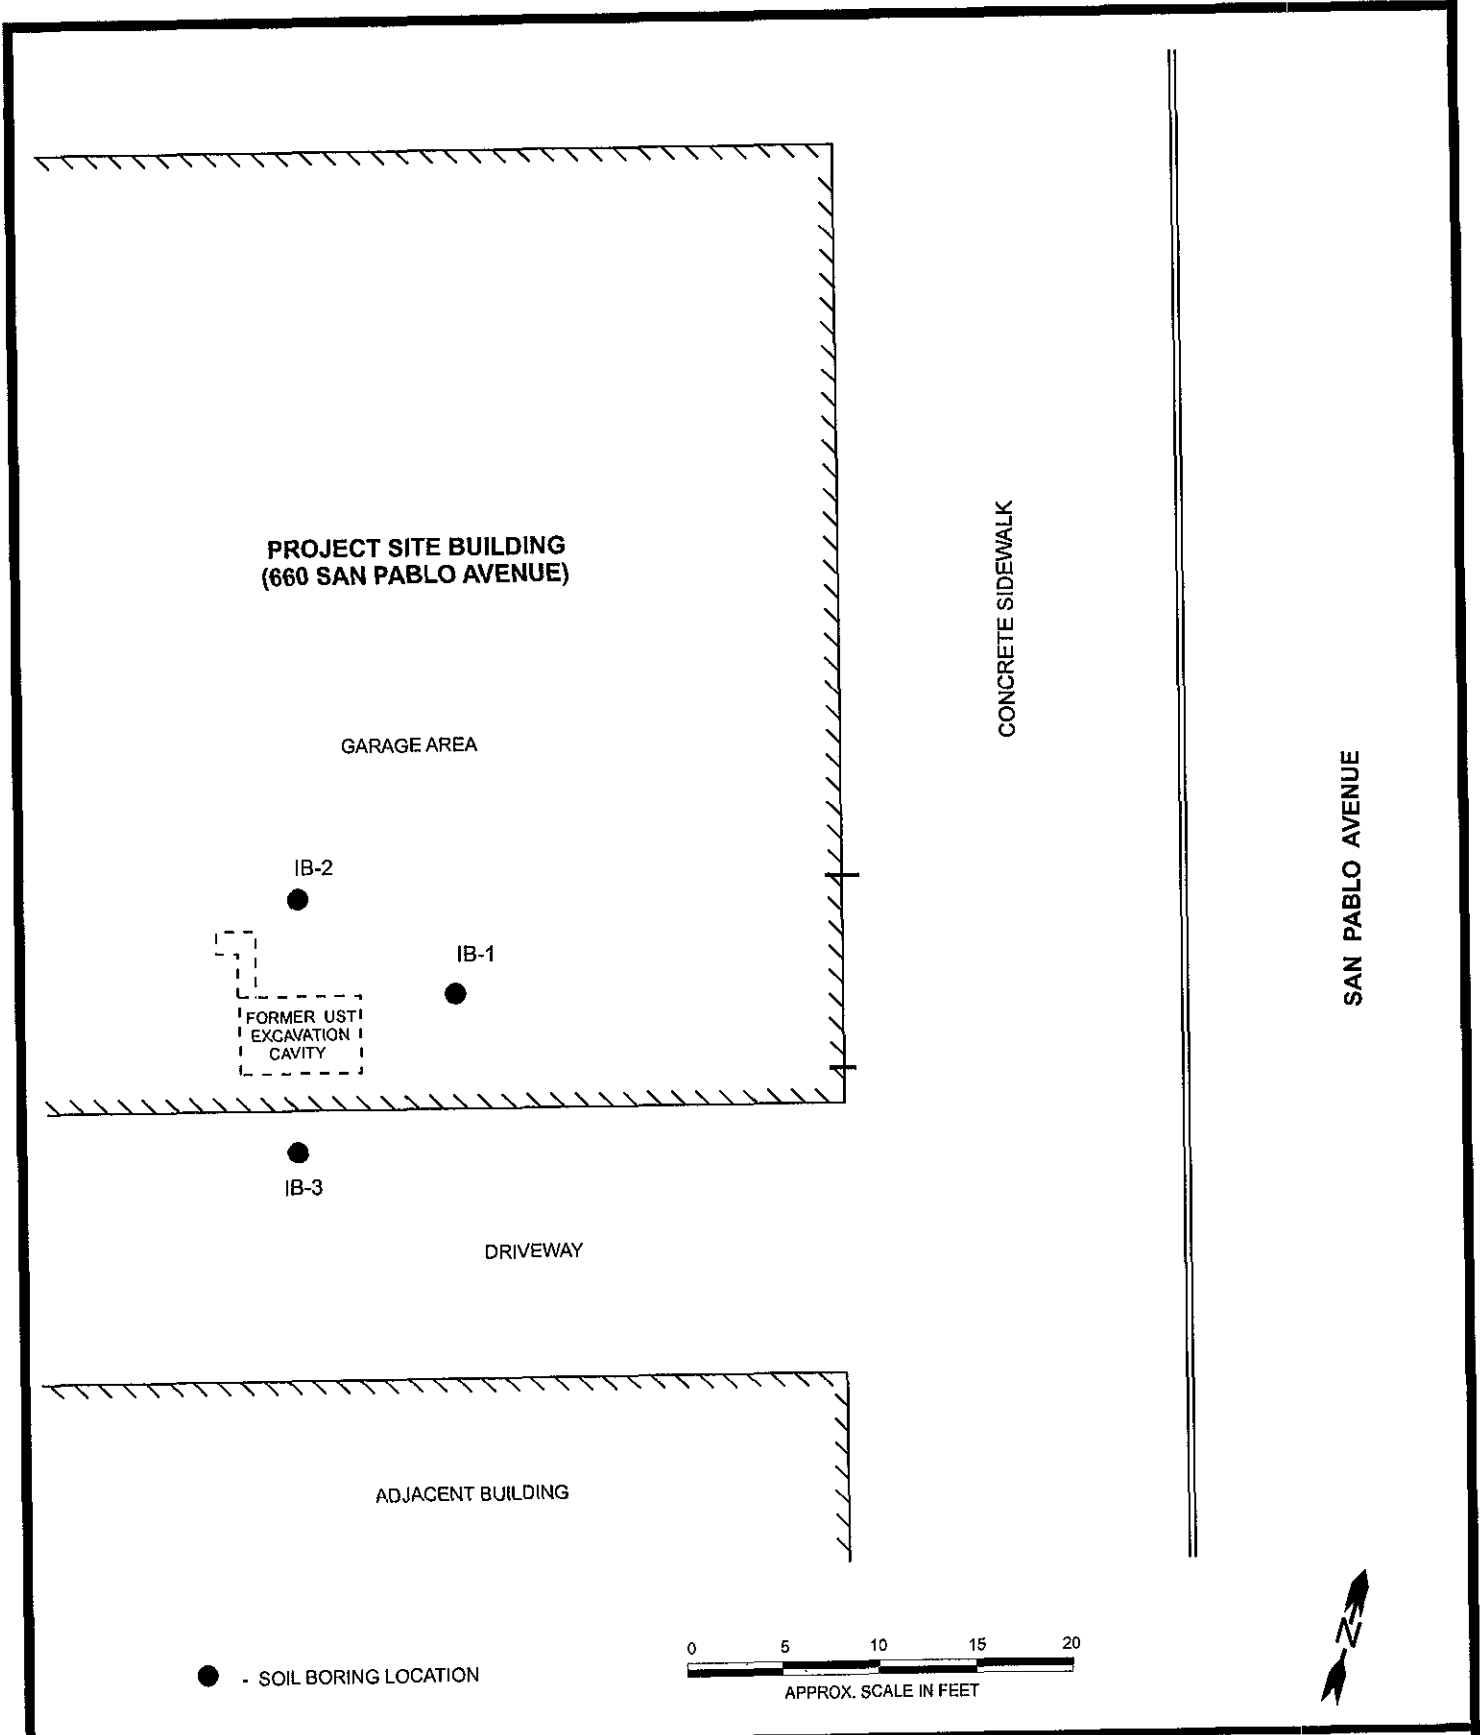 PROJECT SITE BUILDING
(660 SAN PABLO AVENUE)
CONCRETE SIDEWALK
GARAGE AREA
SAN PABLO AVENUE
IB-2
IB-1
FORMER UST
EXCAVATION
CAVITY
IB-3
DRIVEWAY
ADJACENT BUILDING
- SOIL BORING LOCATION
0 5 10 15 20
APPROX. SCALE IN FEET
N